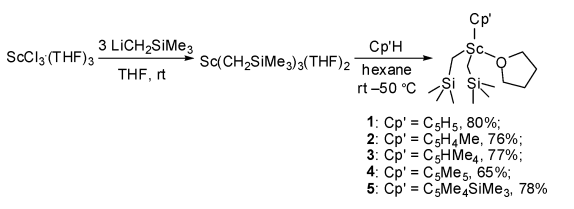 ScCl₃·(THF)₃
3 LiCH₂SiMe₃
THF, rt
Sc(CH₂SiMe₃)₃(THF)₂
Cp'H
hexane
rt –50 °C
Cp'
Sc
O
Si
Si
1: Cp' = C₅H₅, 80%;
2: Cp' = C₅H₄Me, 76%;
3: Cp' = C₅HMe₄, 77%;
4: Cp' = C₅Me₅, 65%;
5: Cp' = C₅Me₄SiMe₃, 78%